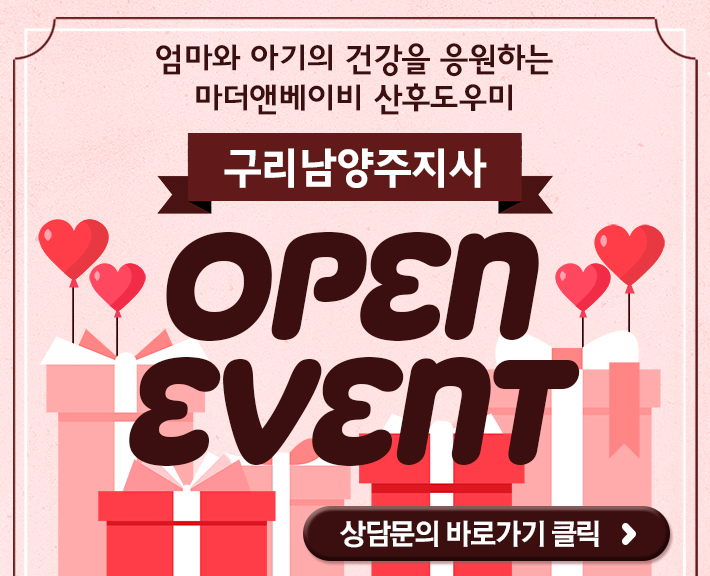 엄마와 아기의 건강을 응원하는
마더앤베이비 산후도우미
구리남양주지사
OPEN
EVENT
상담문의 바로가기 클릭